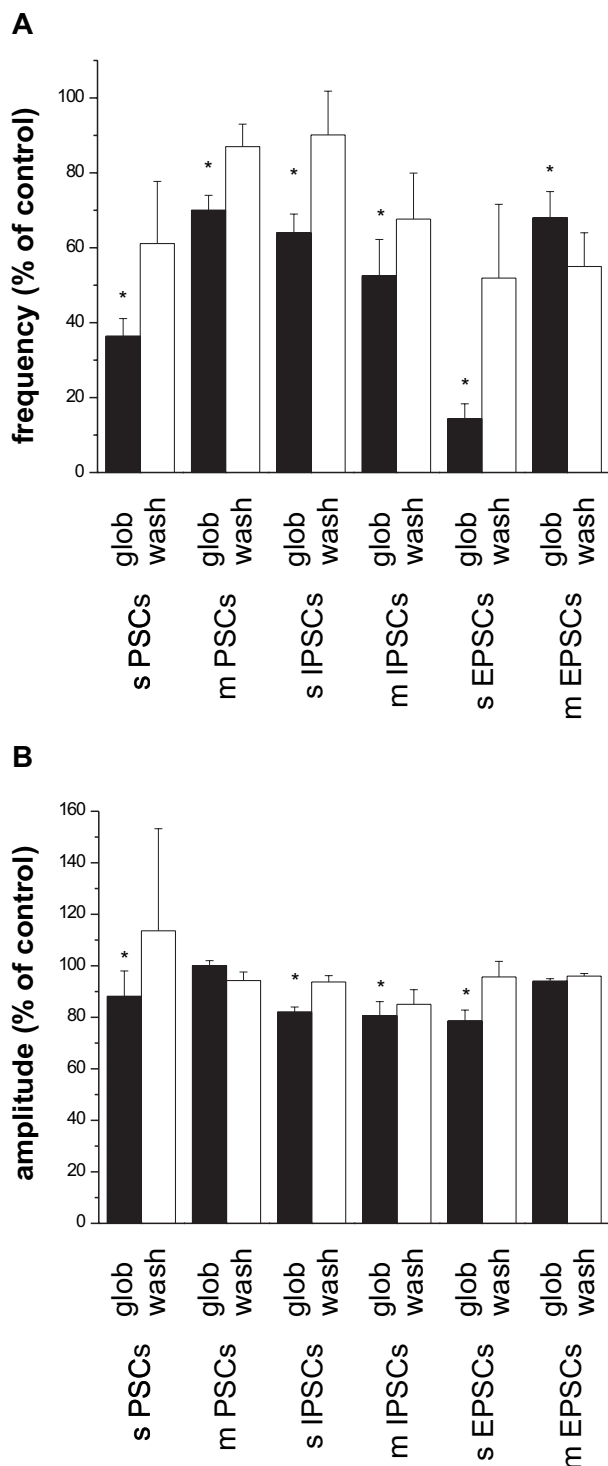 A
frequency (% of control)
100
80
60
40
20
0
* * * * * *
glob wash glob wash glob wash glob wash glob wash glob wash
s PSCs m PSCs s IPSCs m IPSCs s EPSCs m EPSCs
B
amplitude (% of control)
160
140
120
100
80
60
40
20
0
* * * *
glob wash glob wash glob wash glob wash glob wash glob wash
s PSCs m PSCs s IPSCs m IPSCs s EPSCs m EPSCs